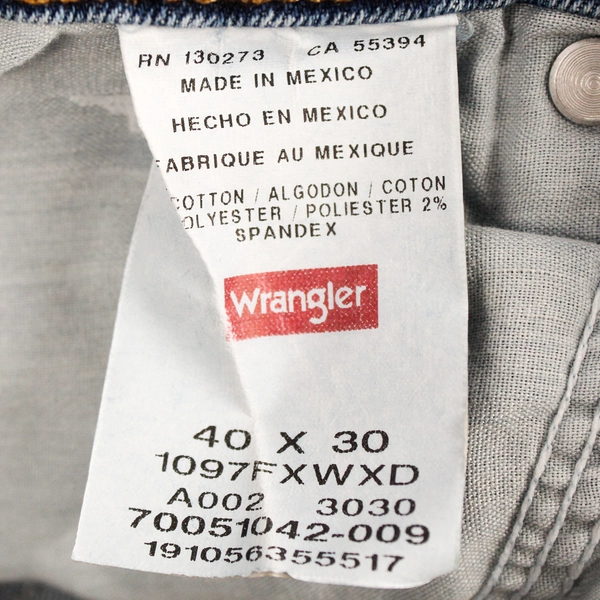 RN 130273 CA 55394
MADE IN MEXICO
HECHO EN MEXICO
FABRIQUE AU MEXIQUE
COTTON / ALGODON / COTON
POLYESTER / POLIESTER 2%
SPANDEX
Wrangler
40 X 30
1097FXWXD
A002 3030
70051042-009
191056355517